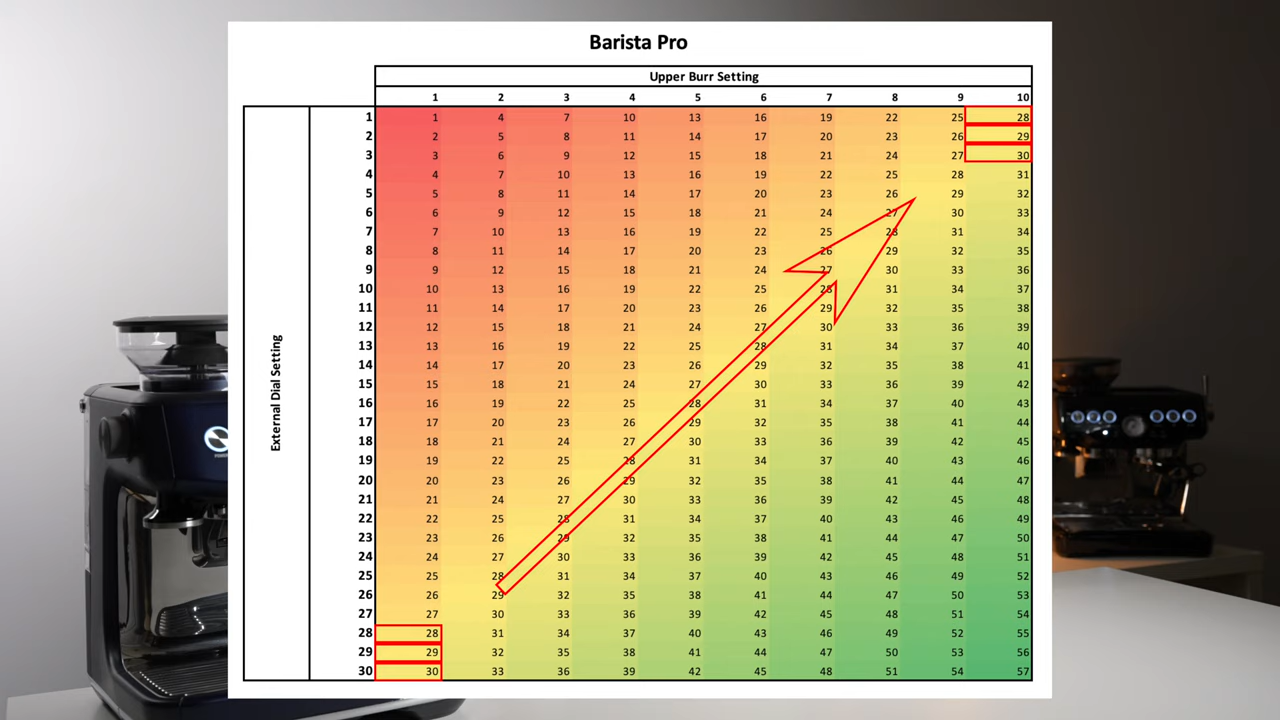 Barista Pro
Upper Burr Setting
1 2 3 4 5 6 7 8 9 10
External Dial Setting
1 1 4 7 10 13 16 19 22 25 28
2 2 5 8 11 14 17 20 23 26 29
3 3 6 9 12 15 18 21 24 27 30
4 4 7 10 13 16 19 22 25 28 31
5 5 8 11 14 17 20 23 26 29 32
6 6 9 12 15 18 21 24 27 30 33
7 7 10 13 16 19 22 25 28 31 34
8 8 11 14 17 20 23 26 29 32 35
9 9 12 15 18 21 24 27 30 33 36
10 10 13 16 19 22 25 28 31 34 37
11 11 14 17 20 23 26 29 32 35 38
12 12 15 18 21 24 27 30 33 36 39
13 13 16 19 22 25 28 31 34 37 40
14 14 17 20 23 26 29 32 35 38 41
15 15 18 21 24 27 30 33 36 39 42
16 16 19 22 25 28 31 34 37 40 43
17 17 20 23 26 29 32 35 38 41 44
18 18 21 24 27 30 33 36 39 42 45
19 19 22 25 28 31 34 37 40 43 46
20 20 23 26 29 32 35 38 41 44 47
21 21 24 27 30 33 36 39 42 45 48
22 22 25 28 31 34 37 40 43 46 49
23 23 26 29 32 35 38 41 44 47 50
24 24 27 30 33 36 39 42 45 48 51
25 25 28 31 34 37 40 43 46 49 52
26 26 29 32 35 38 41 44 47 50 53
27 27 30 33 36 39 42 45 48 51 54
28 28 31 34 37 40 43 46 49 52 55
29 29 32 35 38 41 44 47 50 53 56
30 30 33 36 39 42 45 48 51 54 57